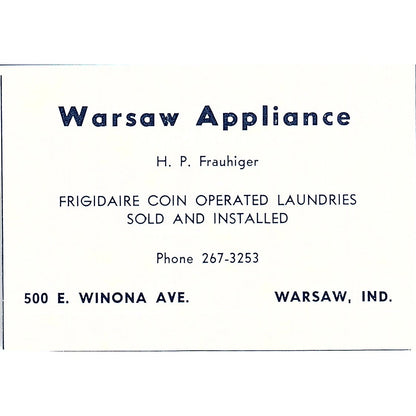 Warsaw Appliance
H. P. Frauhiger
FRIGIDAIRE COIN OPERATED LAUNDRIES
SOLD AND INSTALLED
Phone 267-3253
500 E. WINONA AVE. WARSAW, IND.